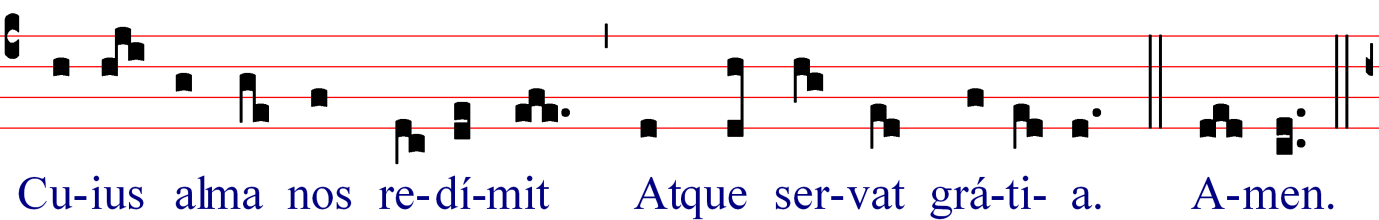 Cu-ius alma nos re-dí-mit Atque ser-vat grá-ti- a. A-men.